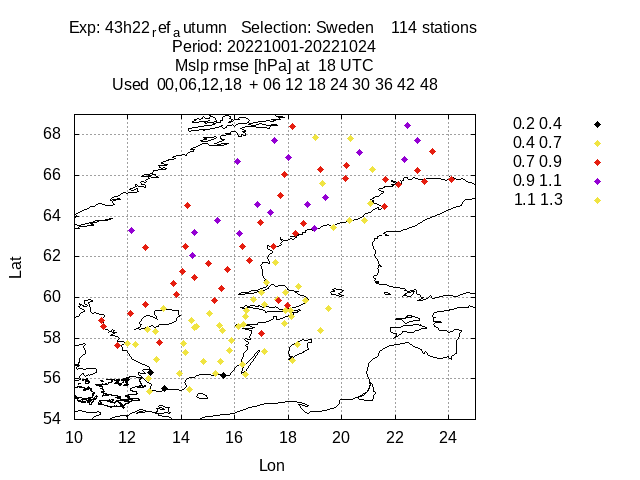 Exp: 43h22refautumn Selection: Sweden 114 stations
Period: 20221001-20221024
Mslp rmse [hPa] at 18 UTC
Used 00,06,12,18 + 06 12 18 24 30 36 42 48
0.2 0.4
0.4 0.7
0.7 0.9
0.9 1.1
1.1 1.3
68
66
64
62
60
58
56
54
Lat
10 12 14 16 18 20 22 24
Lon